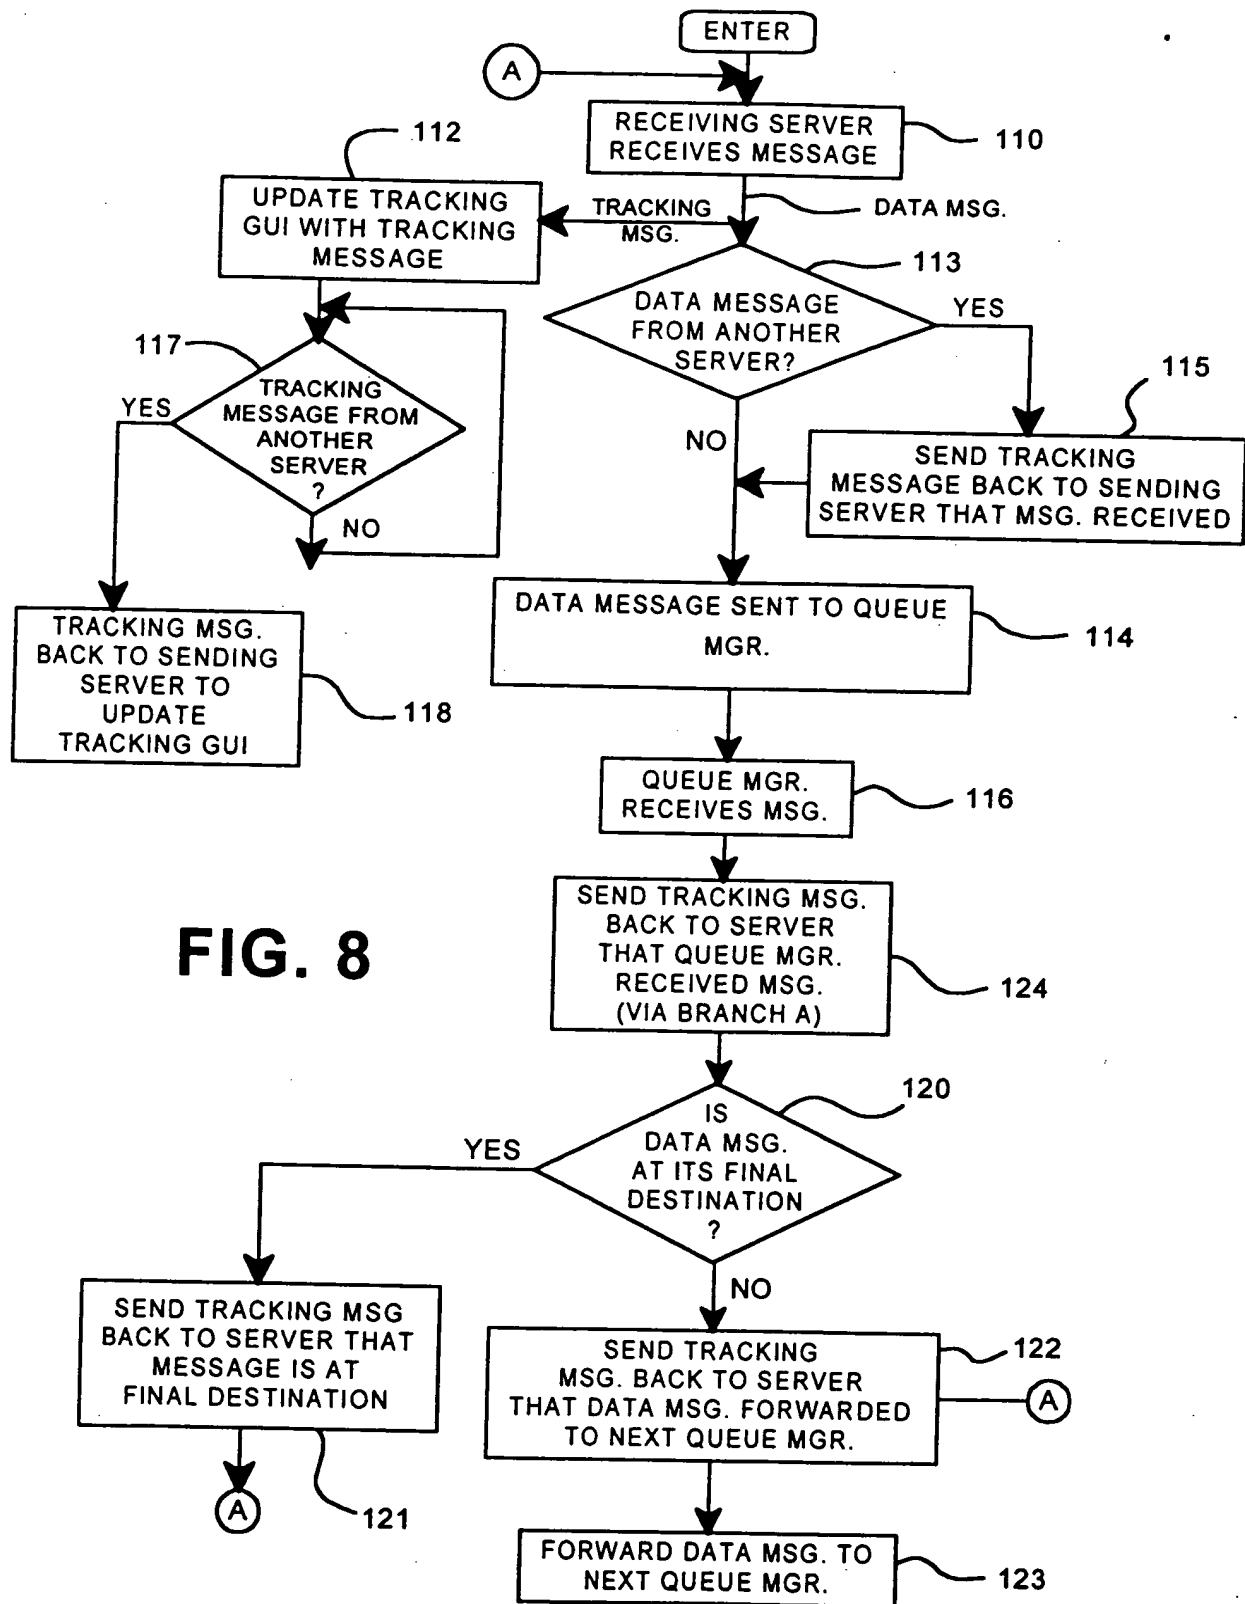 ENTER
A
RECEIVING SERVER
RECEIVES MESSAGE
110
112
UPDATE TRACKING
GUI WITH TRACKING
MESSAGE
TRACKING
MSG.
DATA MSG.
113
DATA MESSAGE
FROM ANOTHER
SERVER?
YES
NO
115
SEND TRACKING
MESSAGE BACK TO SENDING
SERVER THAT MSG. RECEIVED
117
TRACKING
MESSAGE FROM
ANOTHER
SERVER
?
YES
NO
TRACKING MSG.
BACK TO SENDING
SERVER TO
UPDATE
TRACKING GUI
118
DATA MESSAGE SENT TO QUEUE
MGR.
114
QUEUE MGR.
RECEIVES MSG.
116
SEND TRACKING MSG.
BACK TO SERVER
THAT QUEUE MGR.
RECEIVED MSG.
(VIA BRANCH A)
124
FIG. 8
IS
DATA MSG.
AT ITS FINAL
DESTINATION
?
120
YES
NO
SEND TRACKING MSG
BACK TO SERVER THAT
MESSAGE IS AT
FINAL DESTINATION
121
A
SEND TRACKING
MSG. BACK TO SERVER
THAT DATA MSG. FORWARDED
TO NEXT QUEUE MGR.
122
A
FORWARD DATA MSG. TO
NEXT QUEUE MGR.
123